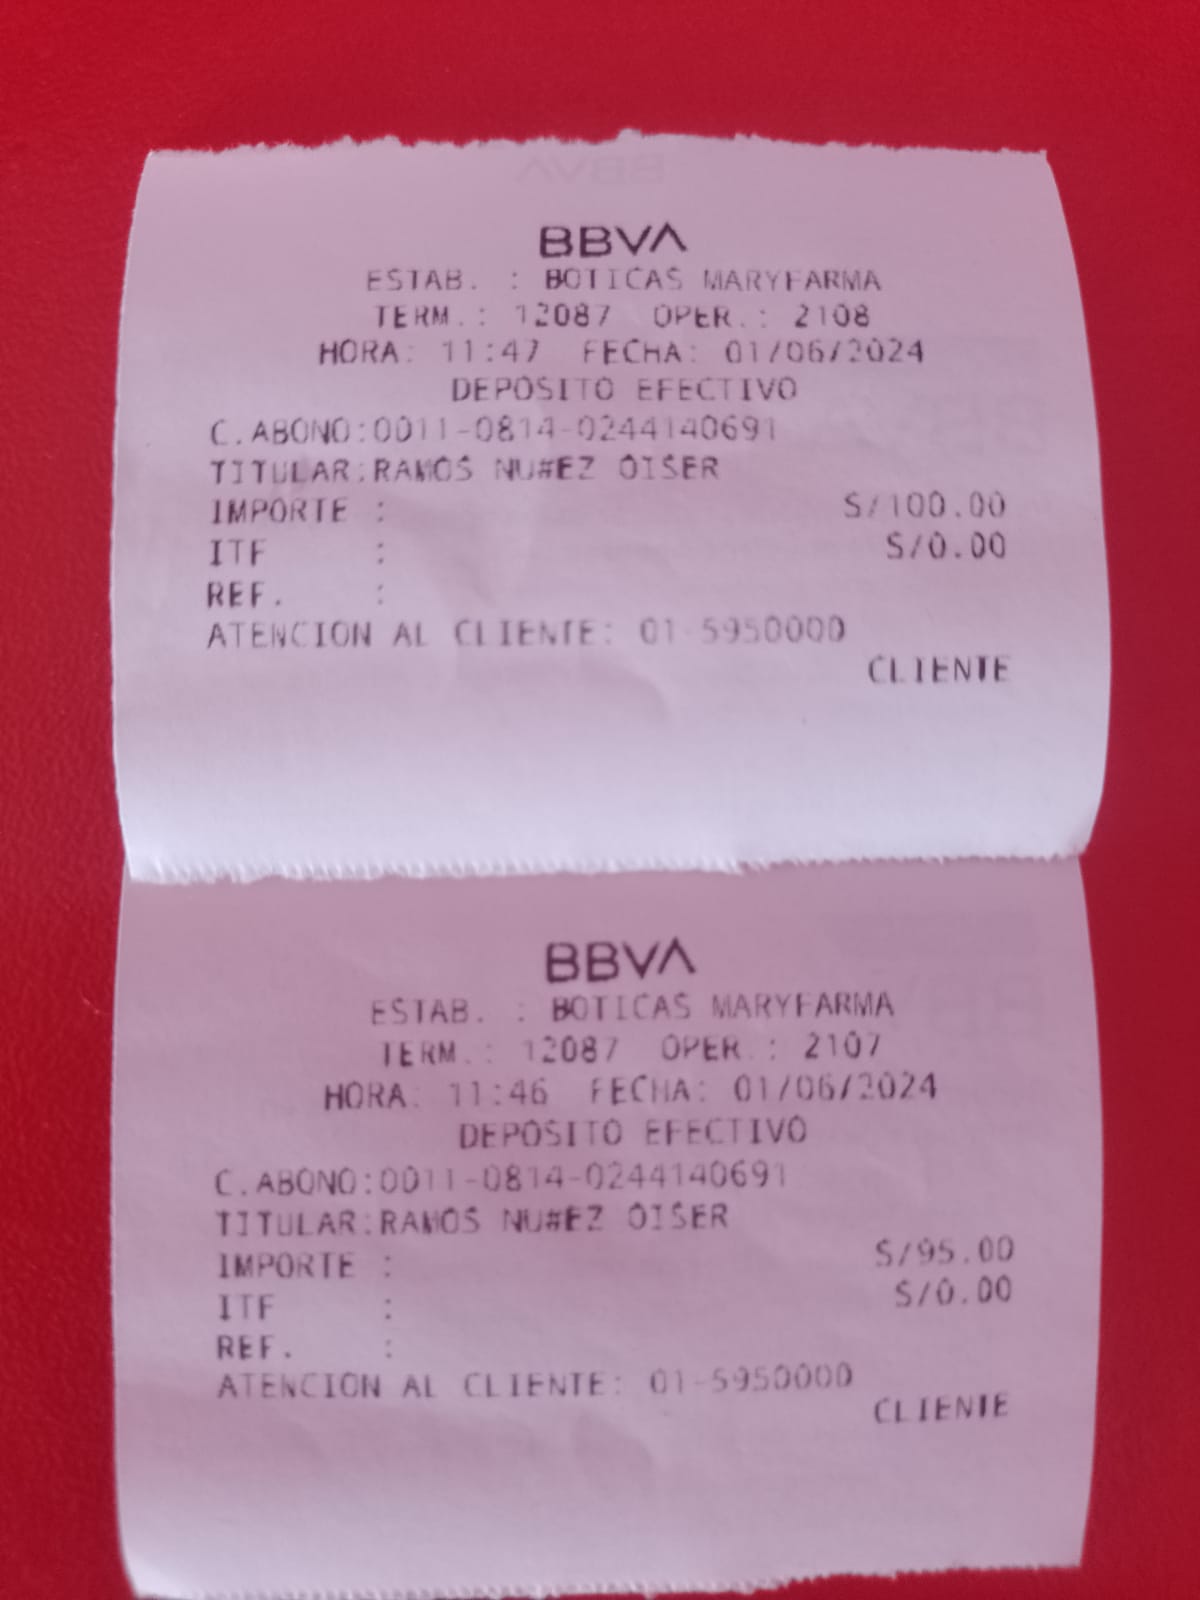 BBVA
ESTAB. : BOTICAS MARYFARMA
TERM.: 12087 OPER.: 2108
HORA: 11:47 FECHA: 01/06/2024
DEPOSITO EFECTIVO
C.ABONO:0011-0814-0244140691
TITULAR:RAMOS NU#EZ OISER
IMPORTE : S/100.00
ITF : S/0.00
REF. :
ATENCION AL CLIENTE: 01-5950000
CLIENTE
BBVA
ESTAB. : BOTICAS MARYFARMA
TERM.: 12087 OPER.: 2107
HORA: 11:46 FECHA: 01/06/2024
DEPOSITO EFECTIVO
C.ABONO:0011-0814-0244140691
TITULAR:RAMOS NU#EZ OISER
IMPORTE : S/95.00
ITF : S/0.00
REF. :
ATENCION AL CLIENTE: 01-5950000
CLIENTE